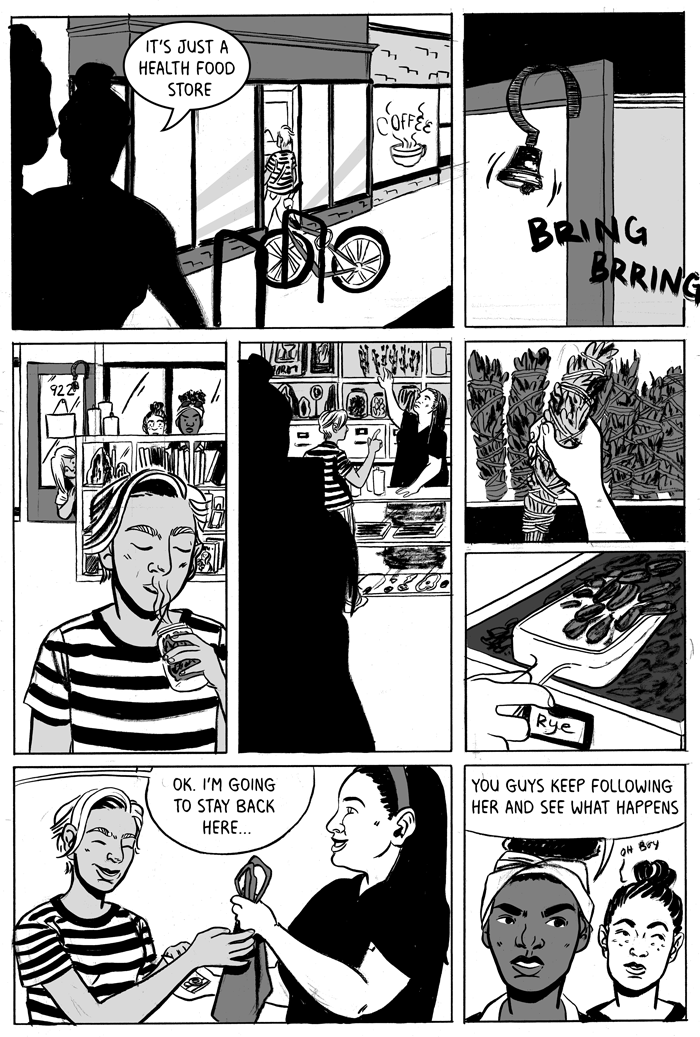 IT'S JUST A
HEALTH FOOD
STORE
COFFEE
BRING
BRRING
922
Rye
OK. I'M GOING
TO STAY BACK
HERE...
YOU GUYS KEEP FOLLOWING
HER AND SEE WHAT HAPPENS
OH BOY